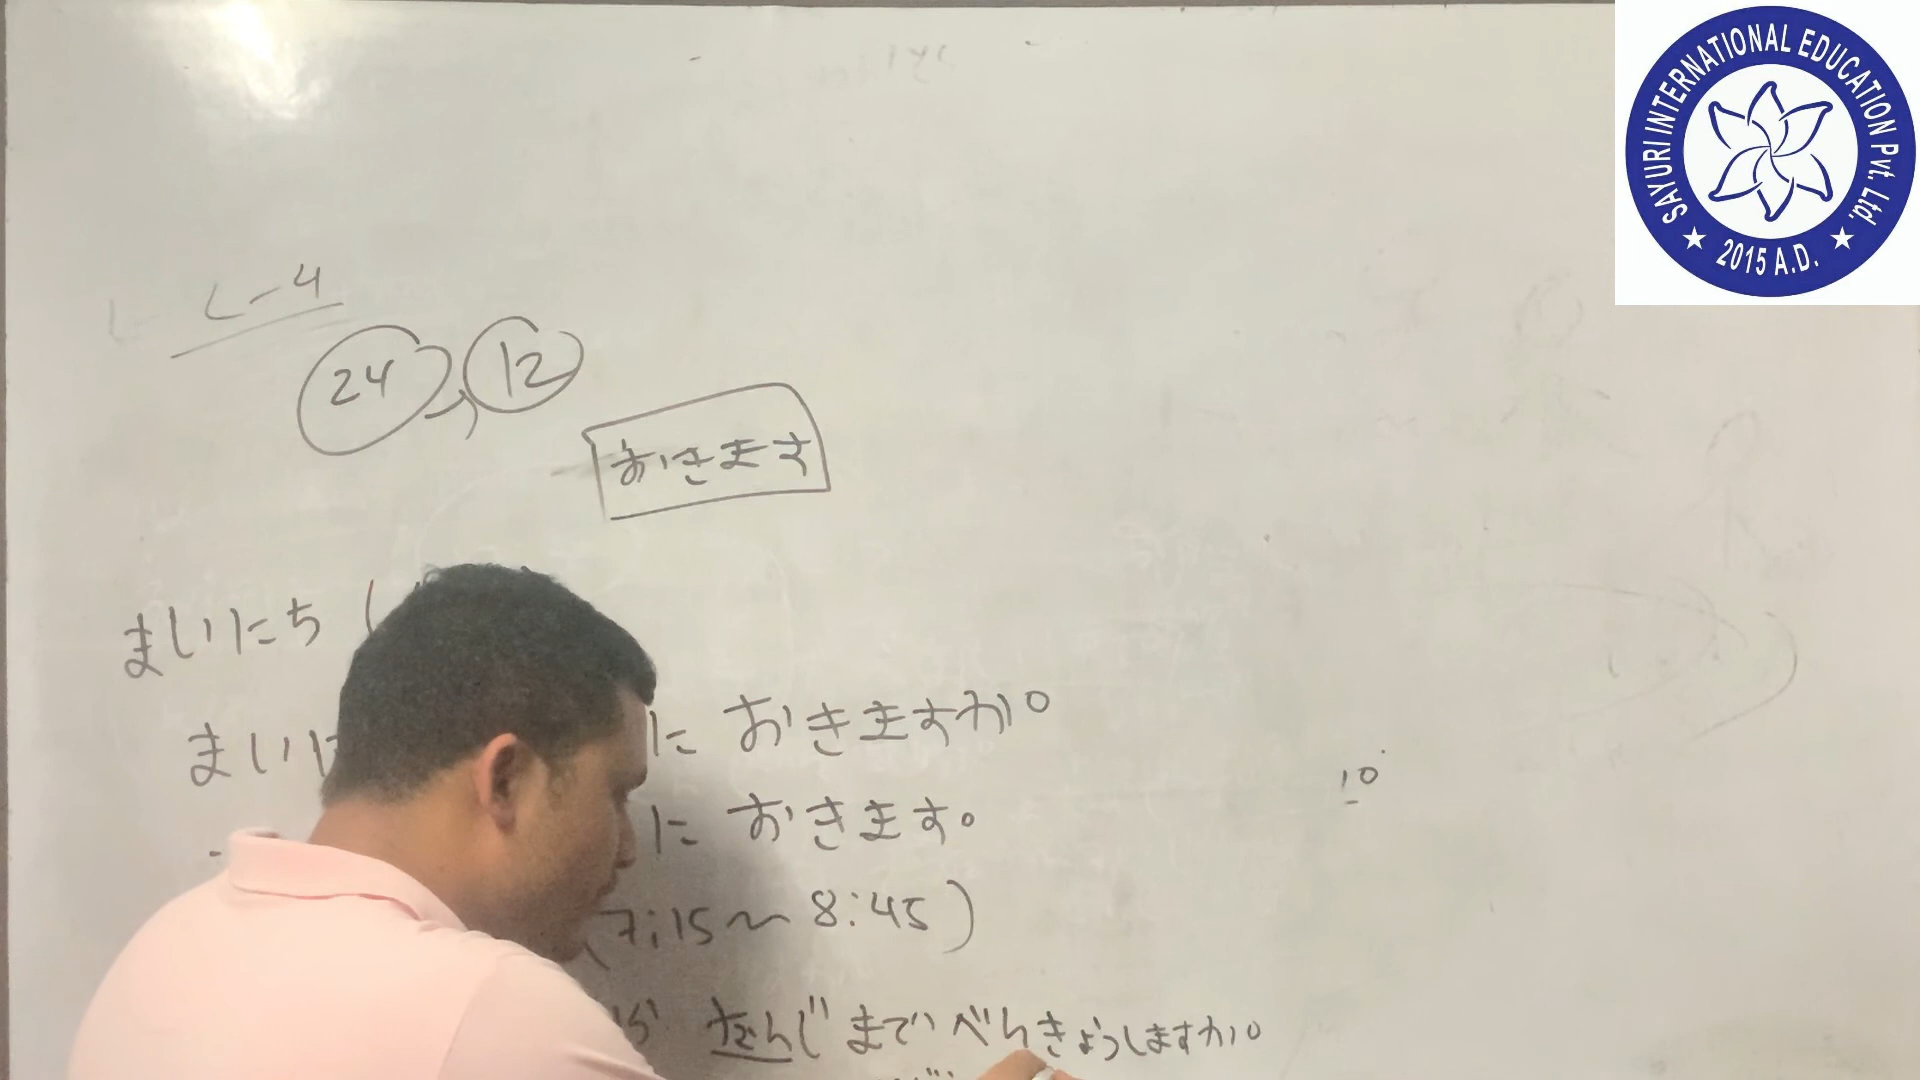 SAYURI INTERNATIONAL EDUCATION Pvt. Ltd.
2015 A.D.
L-4
24, 12
おきます
まいにち (
まいに に おきますか。
に おきます。
(7:15~8:45)
10
なんじまで べんきょうしますか。